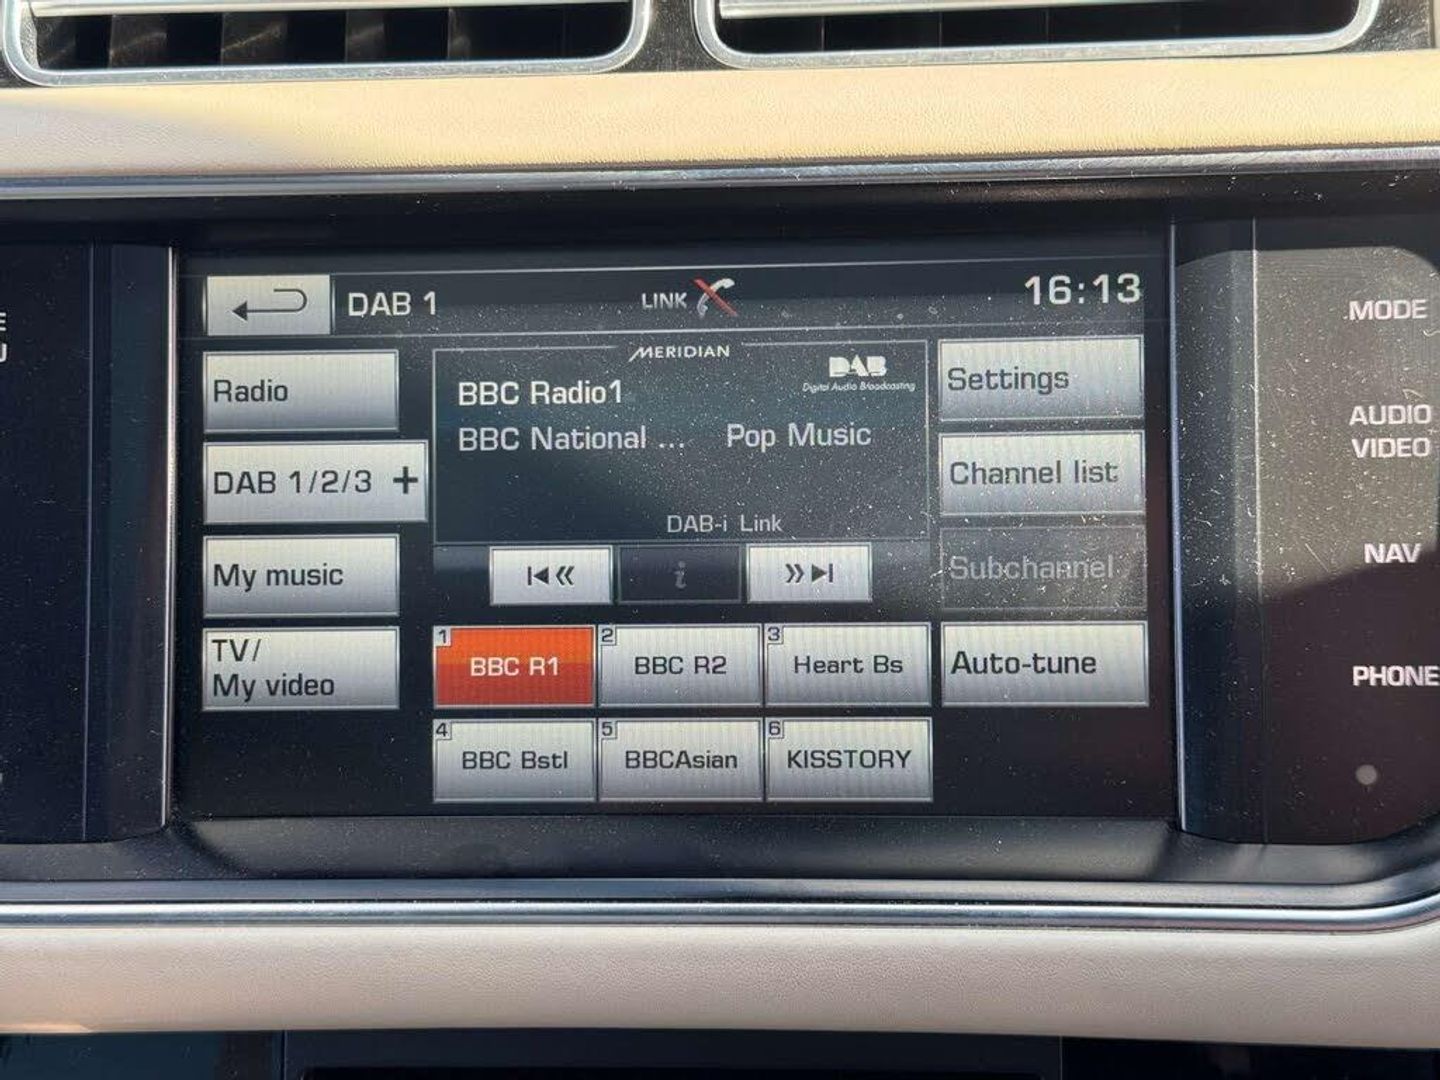 DAB 1
LINK
16:13
Radio
DAB 1/2/3 +
My music
TV/
My video
MERIDIAN
DAB
Digital Audio Broadcasting
BBC Radio1
BBC National ... Pop Music
DAB-i Link
i
Settings
Channel list
Subchannel
Auto-tune
1 BBC R1
2 BBC R2
3 Heart Bs
4 BBC Bstl
5 BBCAsian
6 KISSTORY
MODE
AUDIO
VIDEO
NAV
PHONE